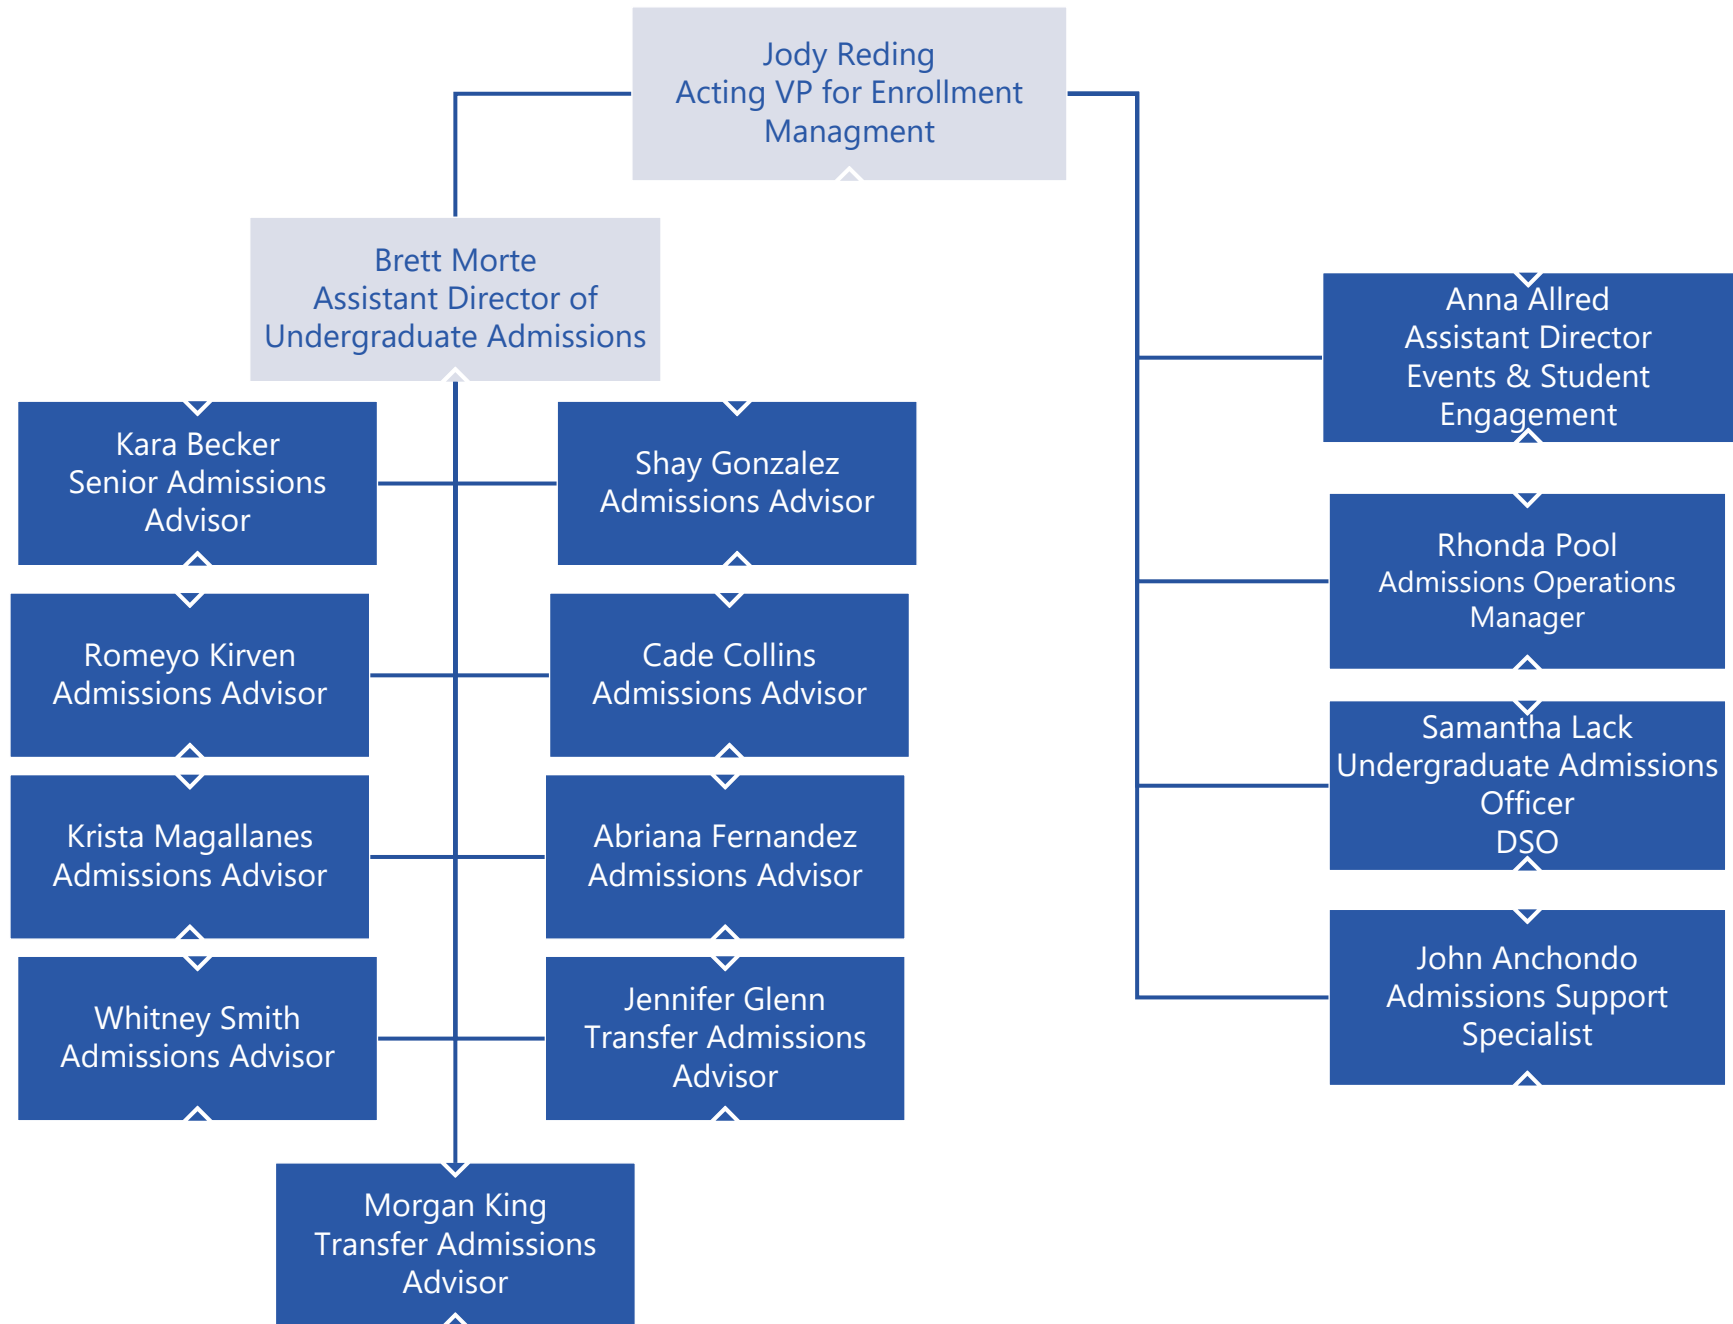 Jody Reding
Acting VP for Enrollment
Managment
Brett Morte
Assistant Director of
Undergraduate Admissions
Kara Becker
Senior Admissions
Advisor
Shay Gonzalez
Admissions Advisor
Romeyo Kirven
Admissions Advisor
Cade Collins
Admissions Advisor
Krista Magallanes
Admissions Advisor
Abriana Fernandez
Admissions Advisor
Whitney Smith
Admissions Advisor
Jennifer Glenn
Transfer Admissions
Advisor
Morgan King
Transfer Admissions
Advisor
Anna Allred
Assistant Director
Events & Student
Engagement
Rhonda Pool
Admissions Operations
Manager
Samantha Lack
Undergraduate Admissions
Officer
DSO
John Anchondo
Admissions Support
Specialist